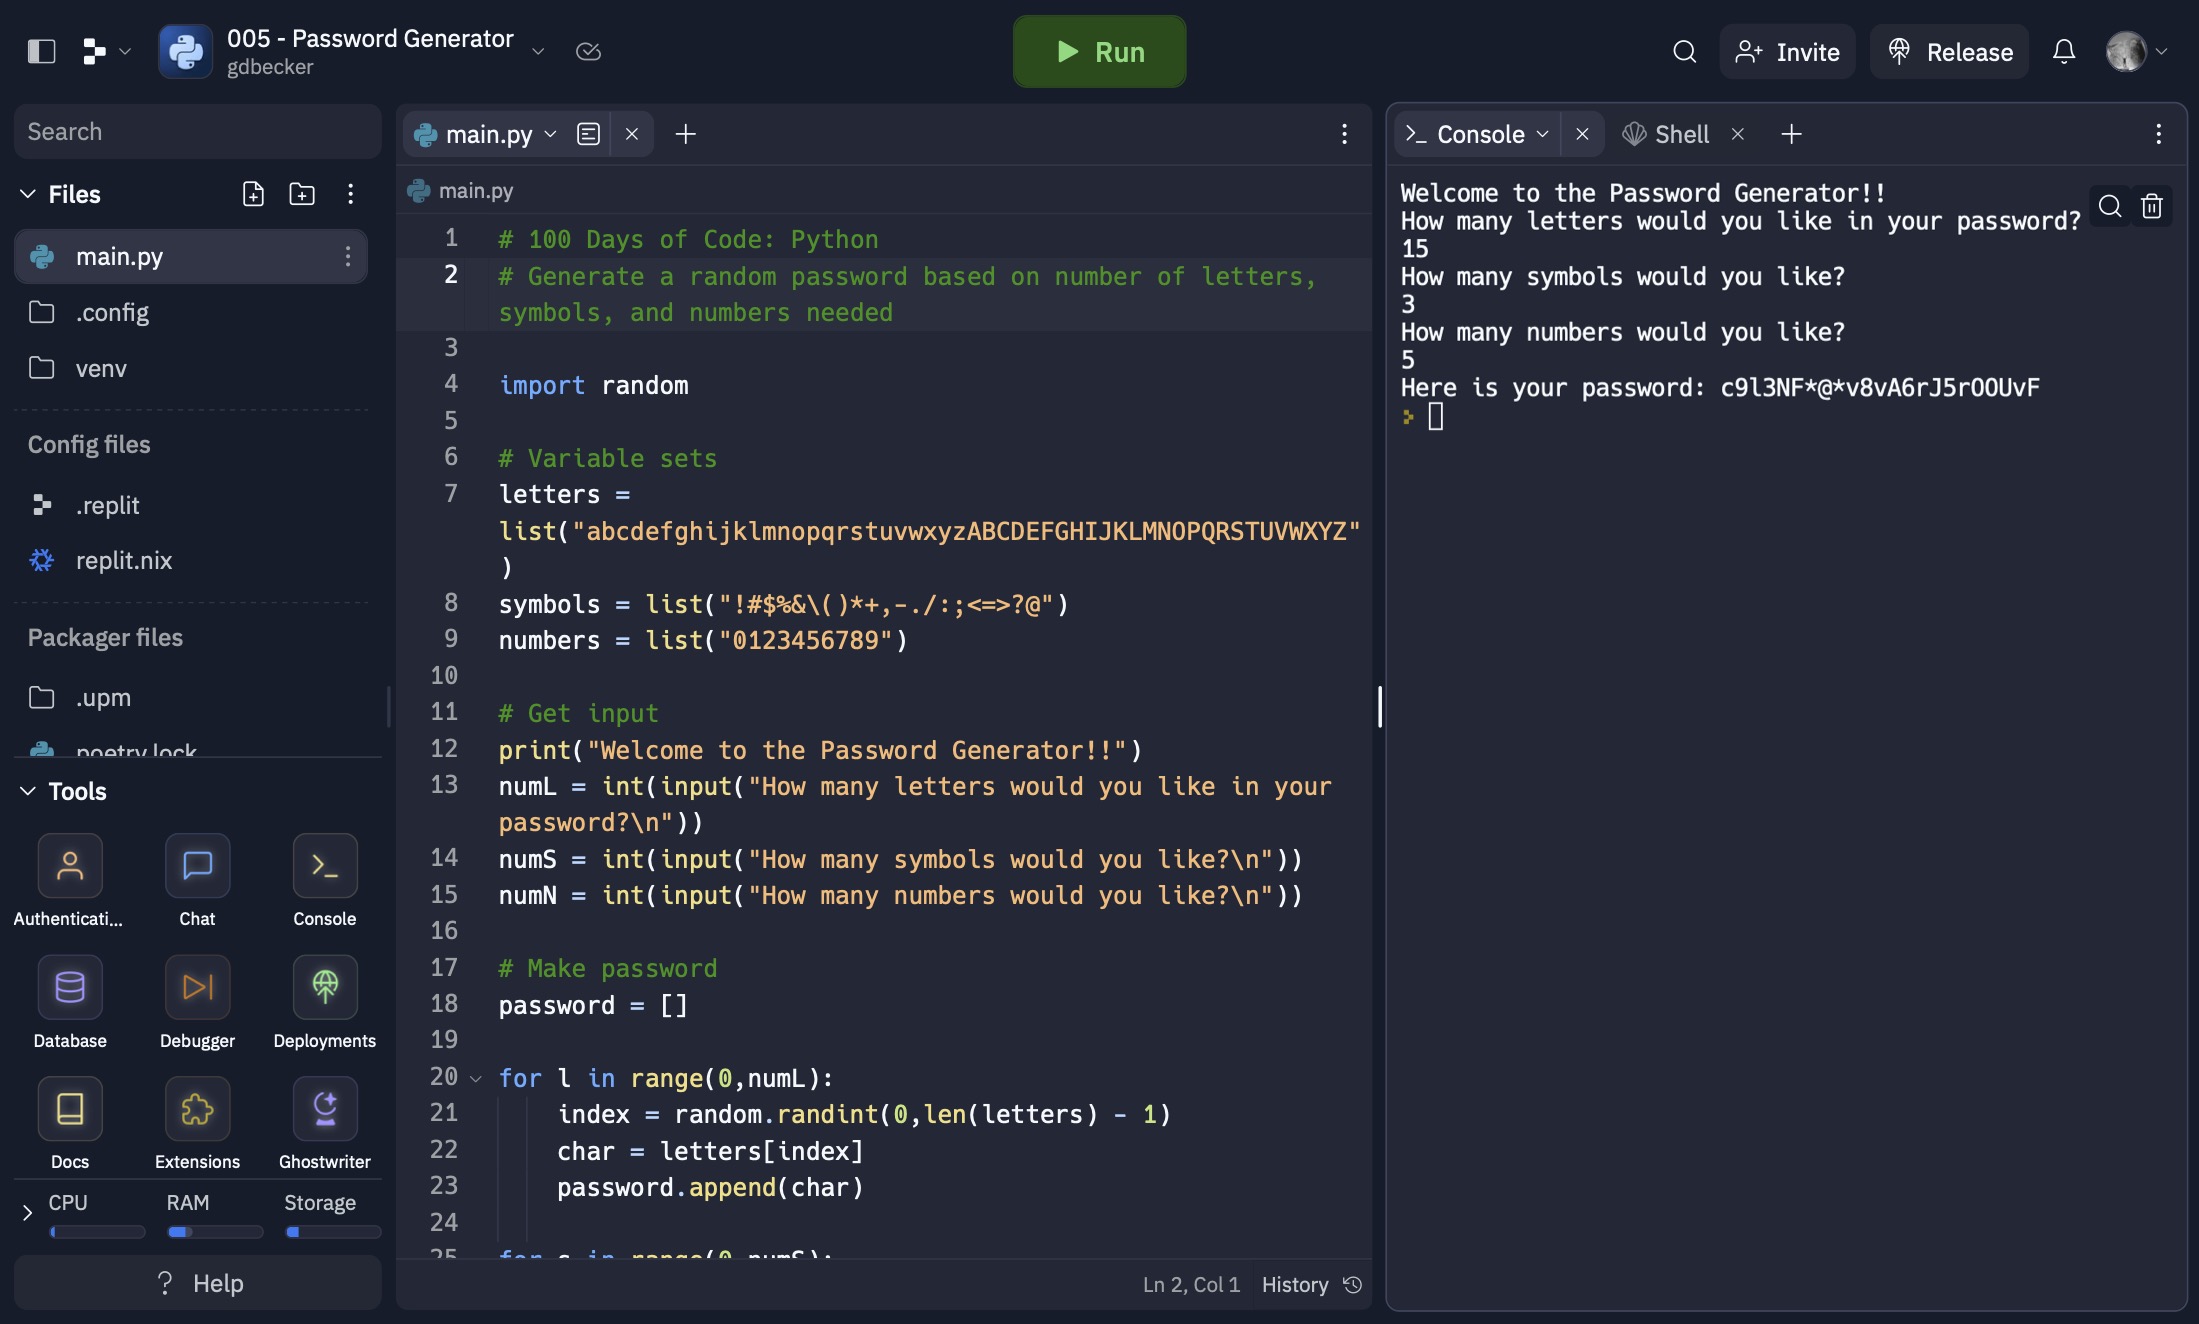 005 - Password Generator
gdbecker
Run
Invite
Release
Search
Files
main.py
.config
venv
Config files
.replit
replit.nix
Packager files
.upm
poetry.lock
Tools
Authenticati...
Chat
Console
Database
Debugger
Deployments
Docs
Extensions
Ghostwriter
CPU
RAM
Storage
? Help
main.py
main.py
1 # 100 Days of Code: Python
2 # Generate a random password based on number of letters,
symbols, and numbers needed
3
4 import random
5
6 # Variable sets
7 letters =
list("abcdefghijklmnopqrstuvwxyzABCDEFGHIJKLMNOPQRSTUVWXYZ"
)
8 symbols = list("!#$%&\()*+,-./:;<=>?@")
9 numbers = list("0123456789")
10
11 # Get input
12 print("Welcome to the Password Generator!!")
13 numL = int(input("How many letters would you like in your
password?\n"))
14 numS = int(input("How many symbols would you like?\n"))
15 numN = int(input("How many numbers would you like?\n"))
16
17 # Make password
18 password = []
19
20 for l in range(0,numL):
21 index = random.randint(0,len(letters) - 1)
22 char = letters[index]
23 password.append(char)
24
25 for s in range(0,numS):
Ln 2, Col 1 History
>_ Console
Shell
Welcome to the Password Generator!!
How many letters would you like in your password?
15
How many symbols would you like?
3
How many numbers would you like?
5
Here is your password: c9l3NF*@*v8vA6rJ5rOOUvF